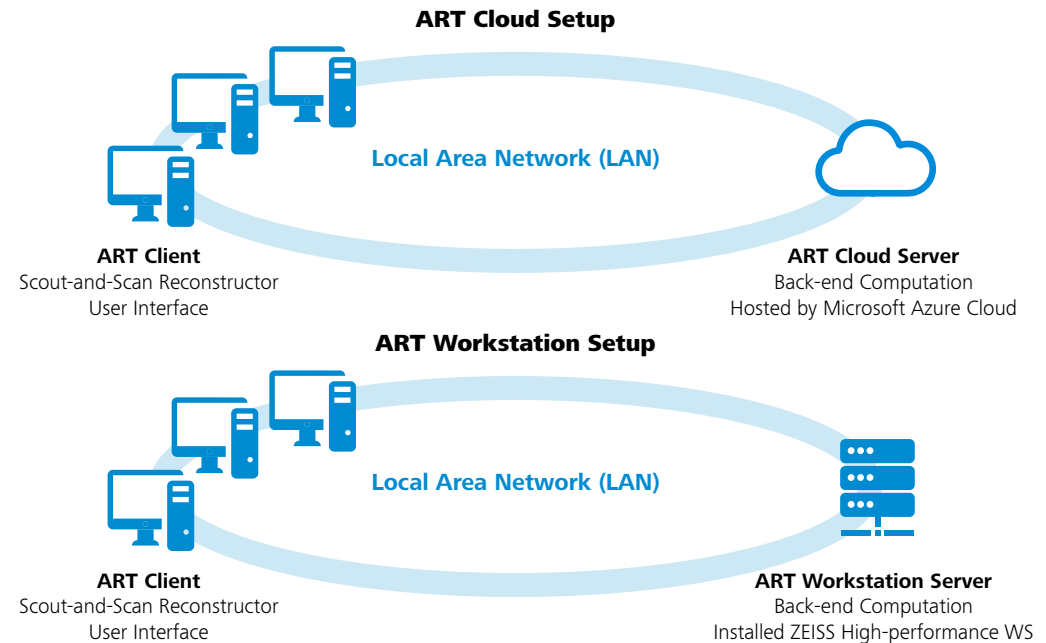 ART Cloud Setup
Local Area Network (LAN)
ART Client
Scout-and-Scan Reconstructor
User Interface
ART Cloud Server
Back-end Computation
Hosted by Microsoft Azure Cloud
ART Workstation Setup
Local Area Network (LAN)
ART Client
Scout-and-Scan Reconstructor
User Interface
ART Workstation Server
Back-end Computation
Installed ZEISS High-performance WS